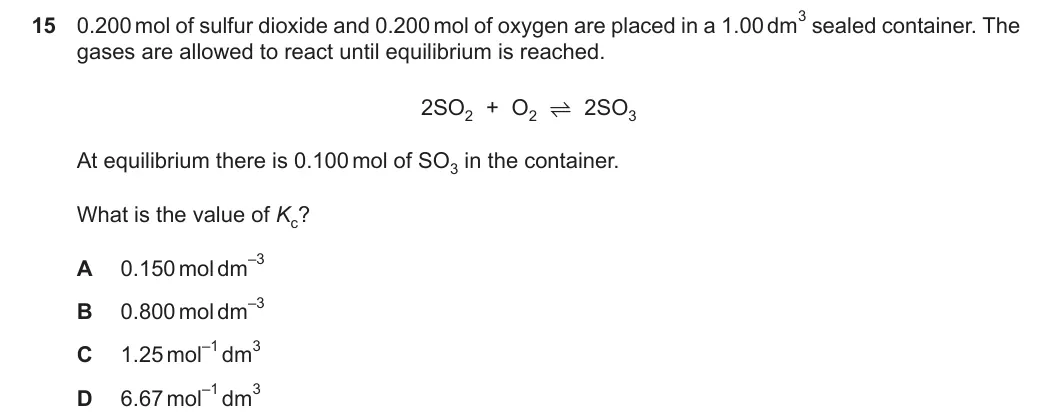 15 0.200 mol of sulfur dioxide and 0.200 mol of oxygen are placed in a 1.00 dm³ sealed container. The
gases are allowed to react until equilibrium is reached.
2SO₂ + O₂ ⇌ 2SO₃
At equilibrium there is 0.100 mol of SO₃ in the container.
What is the value of K꜀?
A 0.150 mol dm⁻³
B 0.800 mol dm⁻³
C 1.25 mol⁻¹ dm³
D 6.67 mol⁻¹ dm³